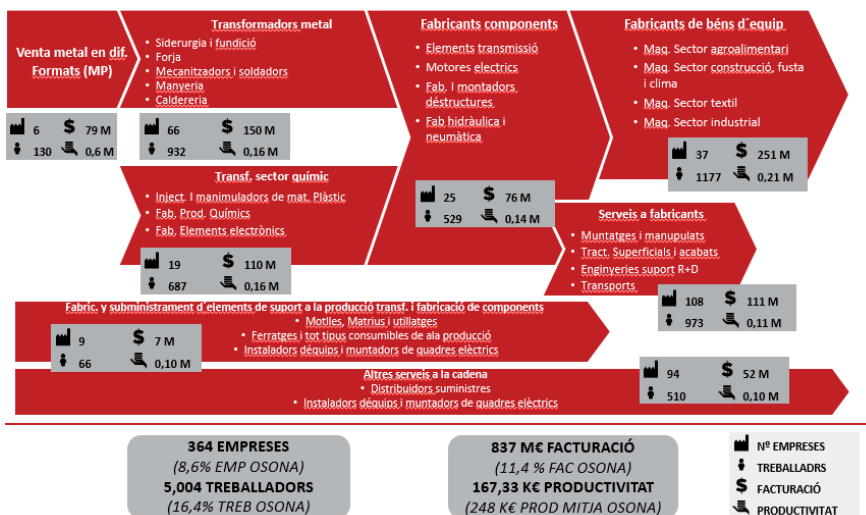 Venta metal en dif.
Formats (MP)
6 $ 79 M
130 0,6 M
Transformadors metal
• Siderurgia i fundició
• Forja
• Mecanitzadors i soldadors
• Manyeria
• Caldereria
66 $ 150 M
932 0,16 M
Transf. sector químic
• Inject. I manimuladors de mat. Plàstic
• Fab. Prod. Químics
• Fab. Elements electrònics
19 $ 110 M
687 0,16 M
Fabricants components
• Elements transmissió
• Motores electrics
• Fab. I montadors
déstructures
• Fab hidràulica i
neumàtica
25 $ 76 M
529 0,14 M
Fabricants de béns d´equip
• Maq. Sector agroalimentari
• Maq. Sector construcció, fusta
i clima
• Maq. Sector textil
• Maq. Sector industrial
37 $ 251 M
1177 0,21 M
Serveis a fabricants
• Muntatges i manupulats
• Tract. Superficials i acabats
• Enginyeries suport R+D
• Transports
108 $ 111 M
973 0,11 M
Fabric. y subministrament d´elements de suport a la producció transf. i fabricació de components
• Motlles, Matrius i utillatges
• Ferratges i tot tipus consumibles de ala producció
• Instaladors déquips i muntadors de quadres elèctrics
9 $ 7 M
66 0,10 M
Altres serveis a la cadena
• Distribuidors suministres
• Instaladors déquips i muntadors de quadres elèctrics
94 $ 52 M
510 0,10 M
364 EMPRESES
(8,6% EMP OSONA)
5,004 TREBALLADORS
(16,4% TREB OSONA)
837 M€ FACTURACIÓ
(11,4 % FAC OSONA)
167,33 K€ PRODUCTIVITAT
(248 K€ PROD MITJA OSONA)
Nº EMPRESES
TREBALLADRS
$ FACTURACIÓ
PRODUCTIVITAT